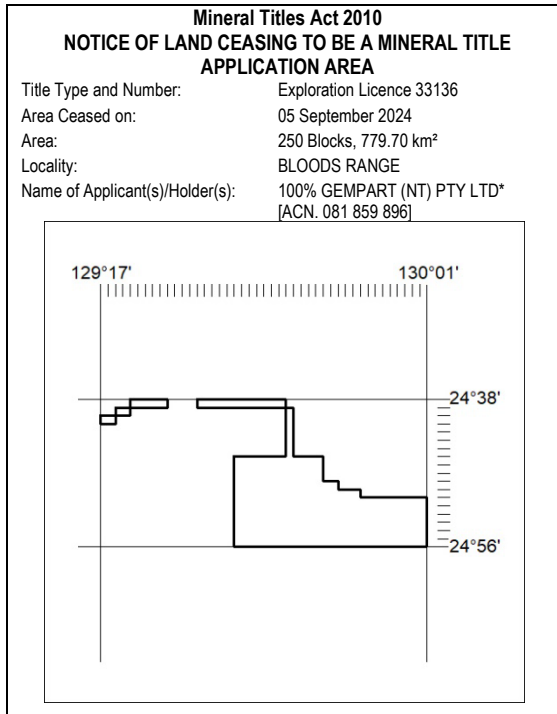 Mineral Titles Act 2010
NOTICE OF LAND CEASING TO BE A MINERAL TITLE
APPLICATION AREA
Title Type and Number: Exploration Licence 33136
Area Ceased on: 05 September 2024
Area: 250 Blocks, 779.70 km²
Locality: BLOODS RANGE
Name of Applicant(s)/Holder(s): 100% GEMPART (NT) PTY LTD*
[ACN. 081 859 896]
129°17' 130°01'
24°38'
24°56'